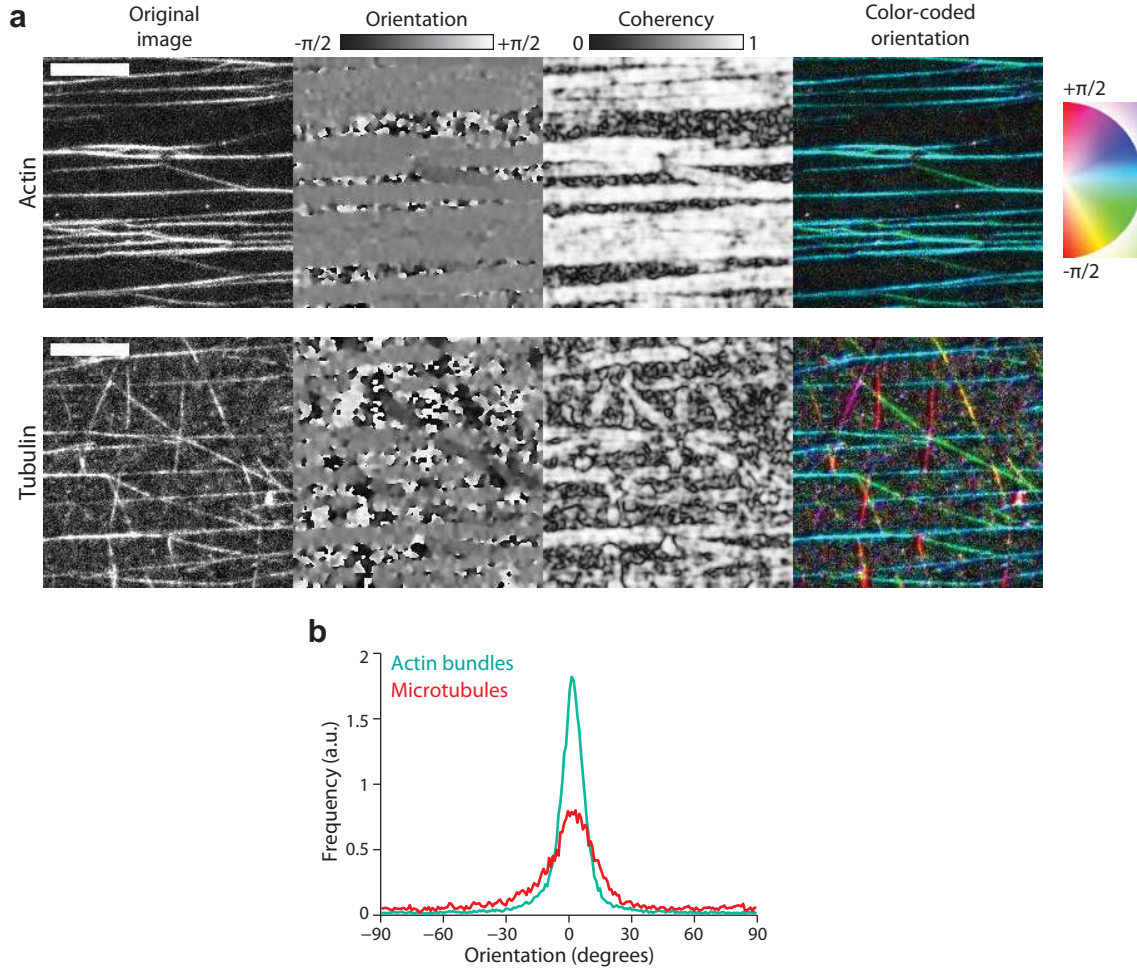 a
Original
image
Orientation
-π/2 +π/2
Coherency
0 1
Color-coded
orientation
+π/2
-π/2
Actin
Tubulin
b
Actin bundles
Microtubules
2
1.5
1
0.5
0
Frequency (a.u.)
−90 −60 −30 0 30 60 90
Orientation (degrees)